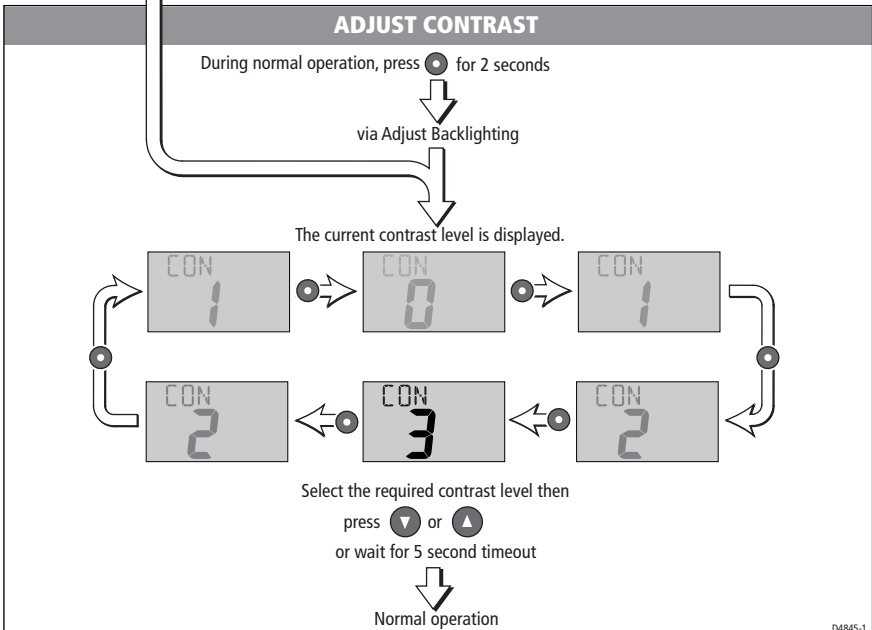 ADJUST CONTRAST
During normal operation, press for 2 seconds
via Adjust Backlighting
The current contrast level is displayed.
CON
1
CON
0
CON
1
CON
2
CON
3
CON
2
Select the required contrast level then
press or
or wait for 5 second timeout
Normal operation
D4845-1